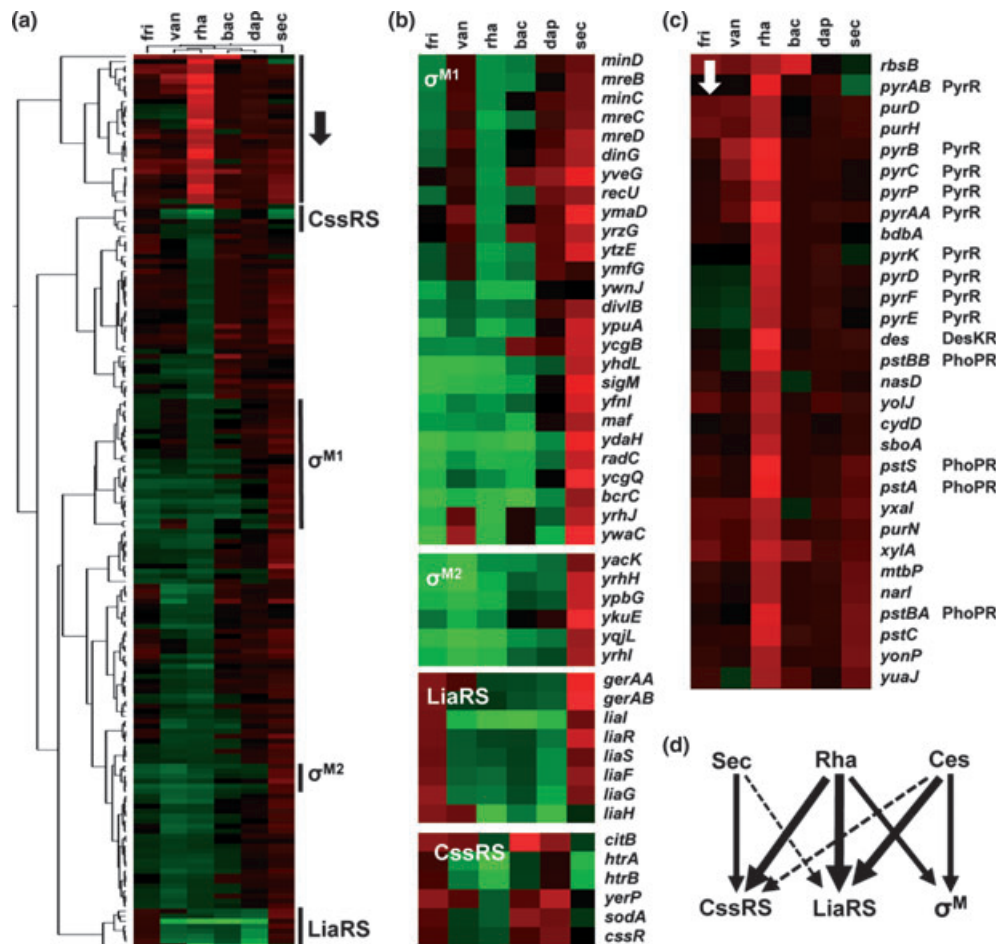 (a)
fri van rha bac dap sec
CssRS
σM1
σM2
LiaRS
(b)
fri van rha bac dap sec
σM1
minD
mreB
minC
mreC
mreD
dinG
yveG
recU
ymaD
yrzG
ytzE
ymfG
ywnJ
divIB
ypuA
ycgB
yhdL
sigM
yfnI
maf
ydaH
radC
ycgQ
bcrC
yrhJ
ywaC
σM2
yacK
yrhH
ypbG
ykuE
yqjL
yrhI
LiaRS
gerAA
gerAB
liaI
liaR
liaS
liaF
liaG
liaH
CssRS
citB
htrA
htrB
yerP
sodA
cssR
(c)
fri van rha bac dap sec
rbsB
pyrAB PyrR
purD
purH
pyrB PyrR
pyrC PyrR
pyrP PyrR
pyrAA PyrR
bdbA
pyrK PyrR
pyrD PyrR
pyrF PyrR
pyrE PyrR
des DesKR
pstBB PhoPR
nasD
yolJ
cydD
sboA
pstS PhoPR
pstA PhoPR
yxaI
purN
xylA
mtbP
narI
pstBA PhoPR
pstC
yonP
yuaJ
(d)
Sec Rha Ces
CssRS LiaRS σM